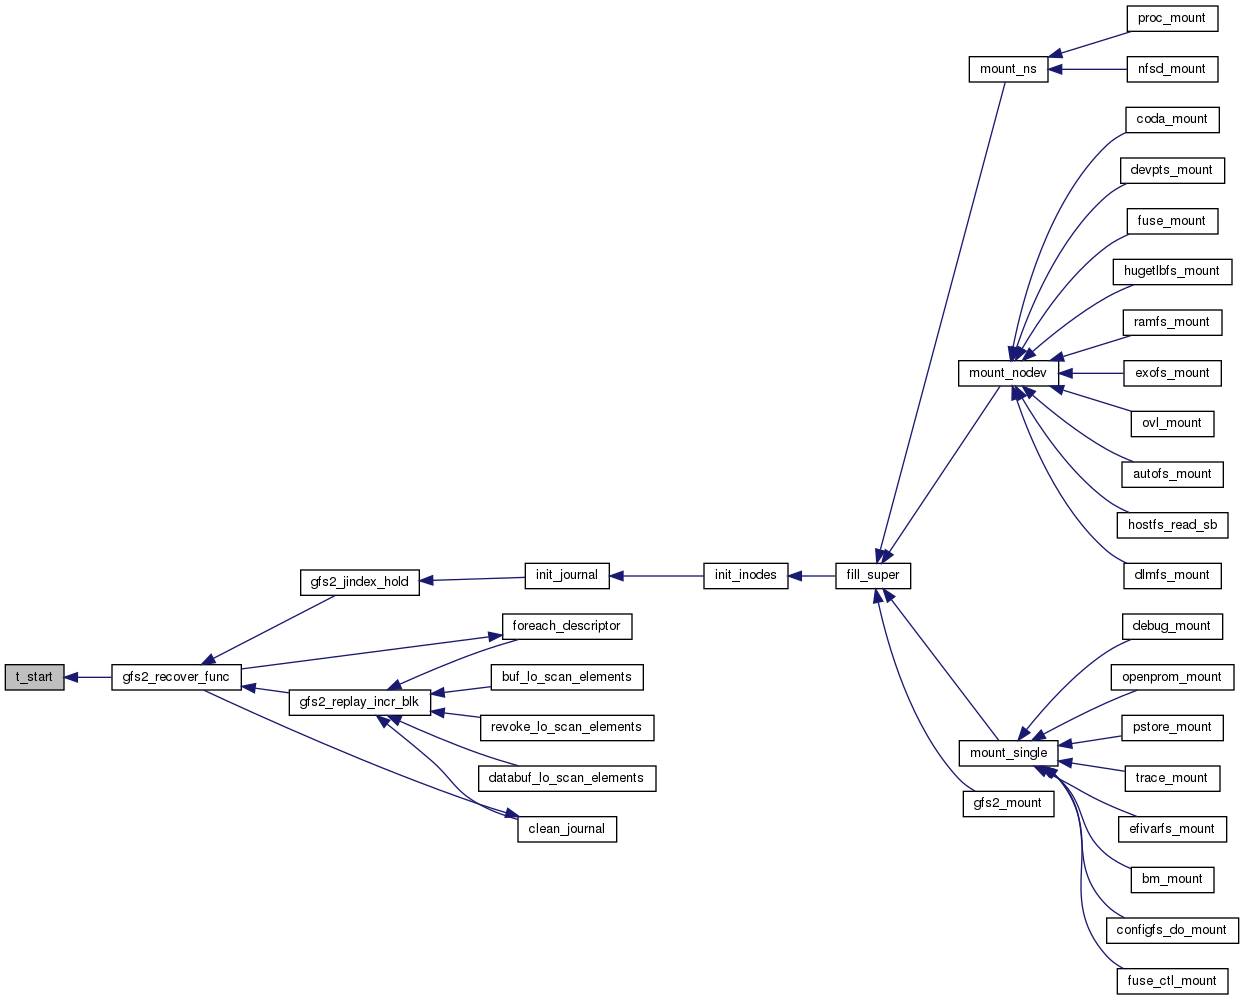 proc_mount
mount_ns
nfsd_mount
coda_mount
devpts_mount
fuse_mount
hugetlbfs_mount
ramfs_mount
mount_nodev
exofs_mount
ovl_mount
autofs_mount
hostfs_read_sb
gfs2_jindex_hold
init_journal
init_inodes
fill_super
dlmfs_mount
foreach_descriptor
debug_mount
t_start
gfs2_recover_func
buf_lo_scan_elements
openprom_mount
gfs2_replay_incr_blk
revoke_lo_scan_elements
pstore_mount
mount_single
databuf_lo_scan_elements
trace_mount
gfs2_mount
clean_journal
efivarfs_mount
bm_mount
configfs_do_mount
fuse_ctl_mount